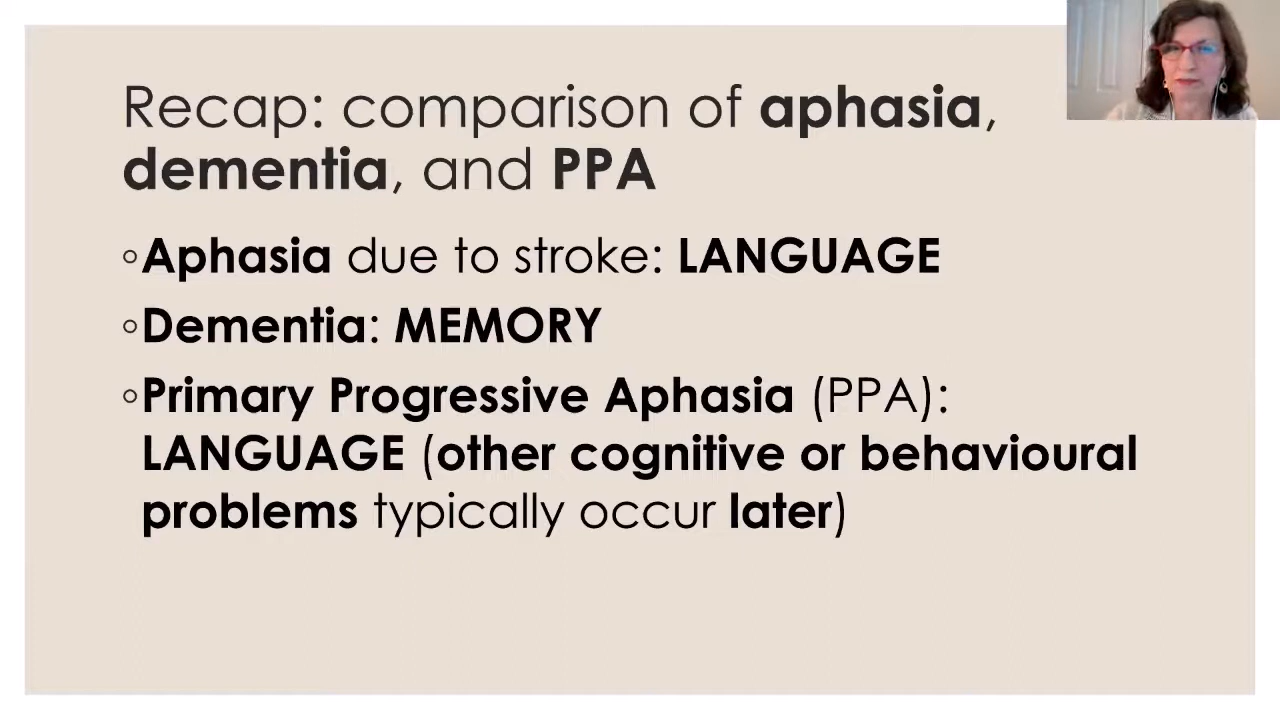 Recap: comparison of aphasia,
dementia, and PPA
◦Aphasia due to stroke: LANGUAGE
◦Dementia: MEMORY
◦Primary Progressive Aphasia (PPA):
LANGUAGE (other cognitive or behavioural
problems typically occur later)